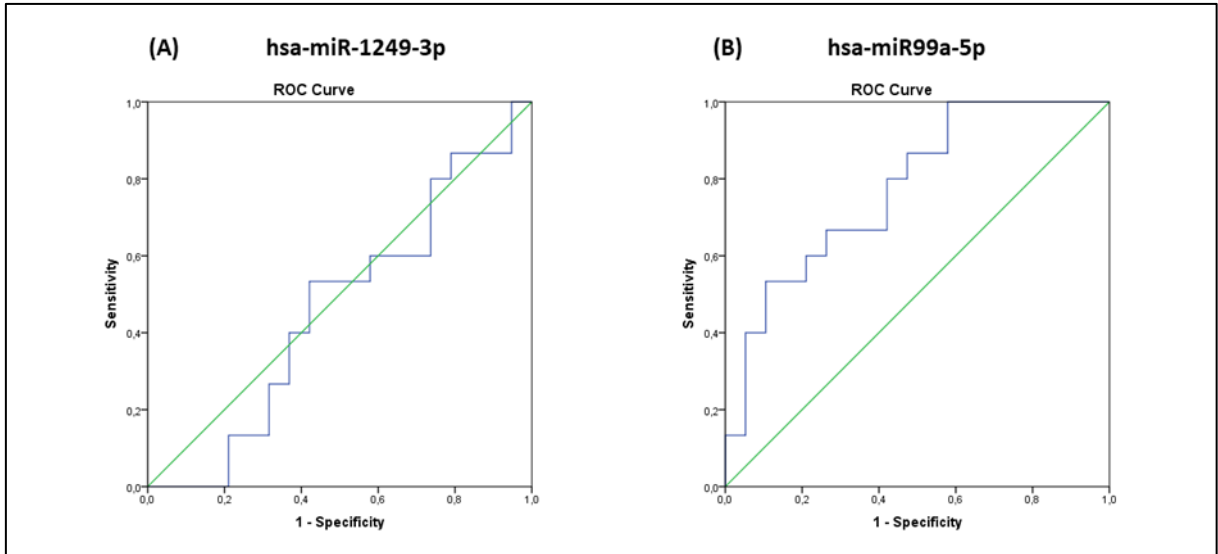 (A) hsa-miR-1249-3p
ROC Curve
1,0
0,8
0,6
0,4
0,2
0,0
Sensitivity
0,0 0,2 0,4 0,6 0,8 1,0
1 - Specificity
(B) hsa-miR99a-5p
ROC Curve
1,0
0,8
0,6
0,4
0,2
0,0
Sensitivity
0,0 0,2 0,4 0,6 0,8 1,0
1 - Specificity